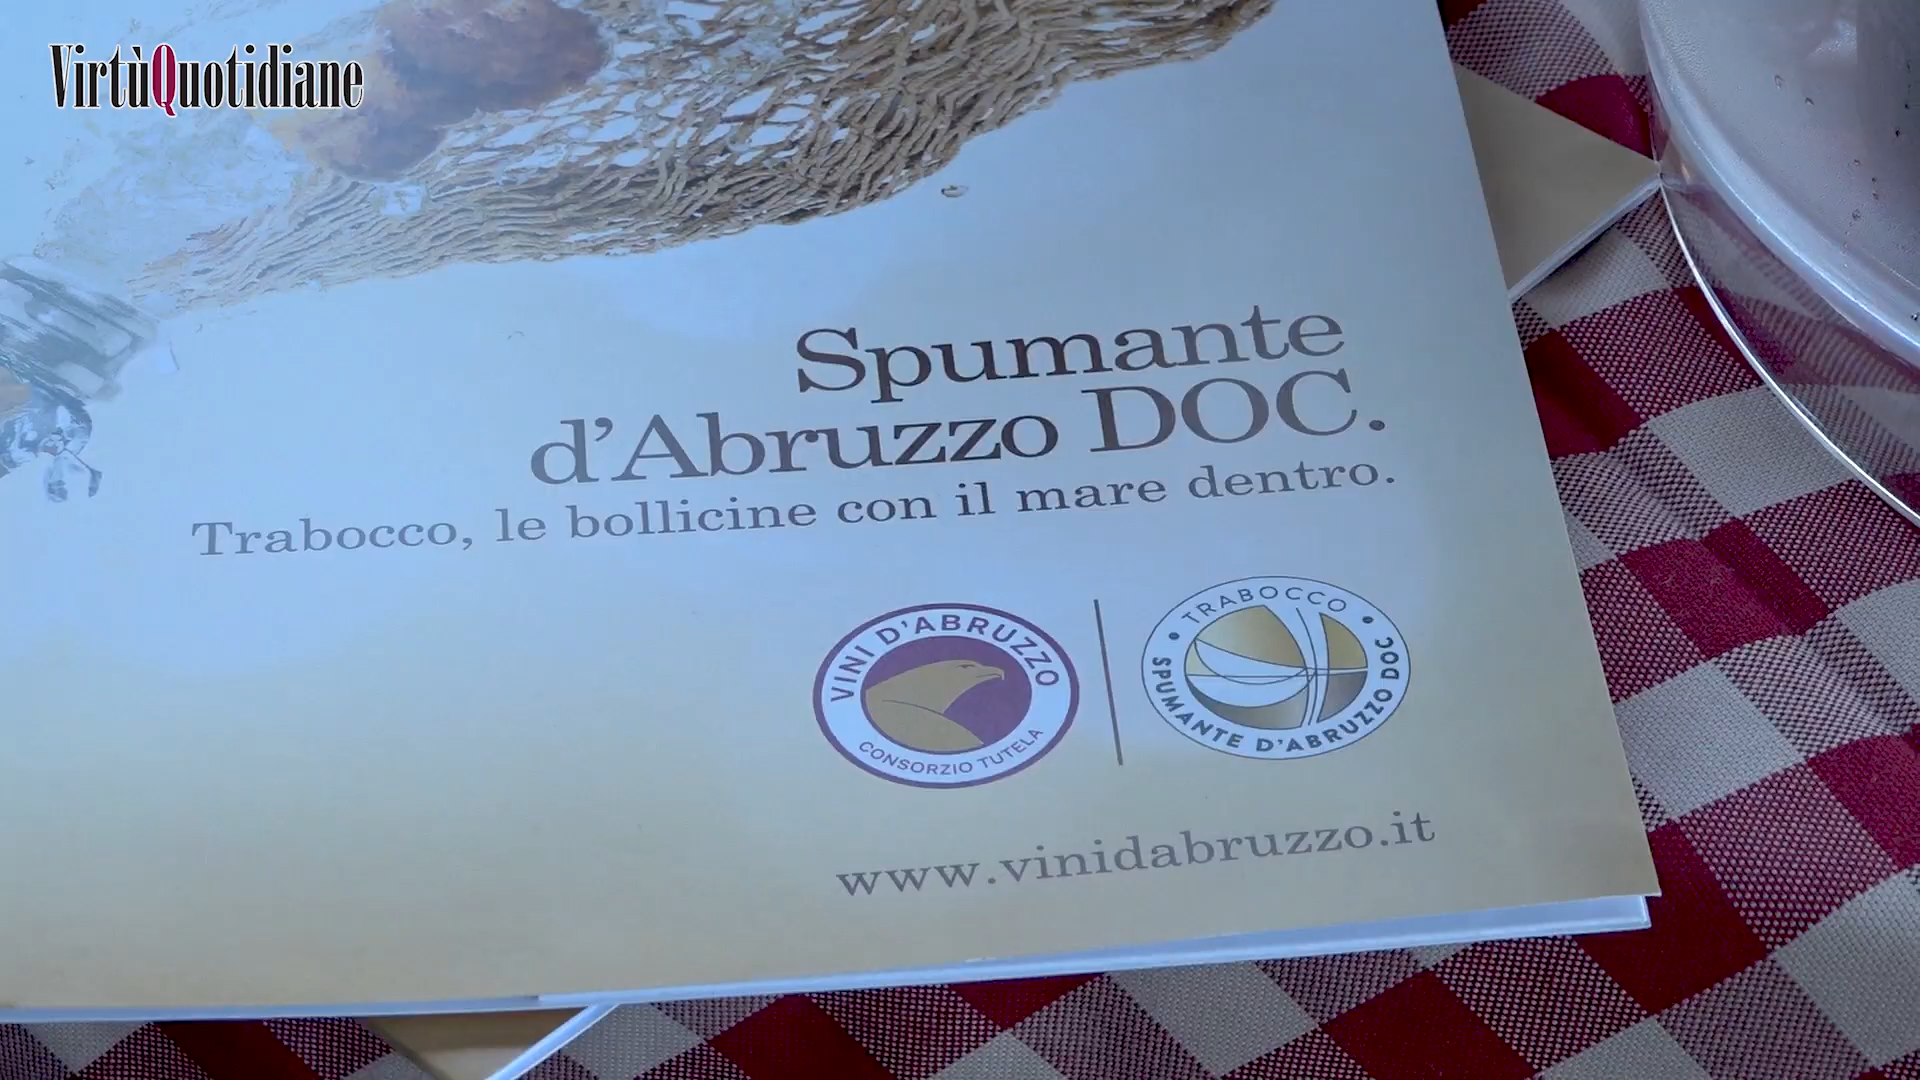 VirtùQuotidiane
Spumante
d'Abruzzo DOC.
Trabocco, le bollicine con il mare dentro.
VINI D'ABRUZZO
CONSORZIO TUTELA
• TRABOCCO •
SPUMANTE D'ABRUZZO DOC
www.vinidabruzzo.it